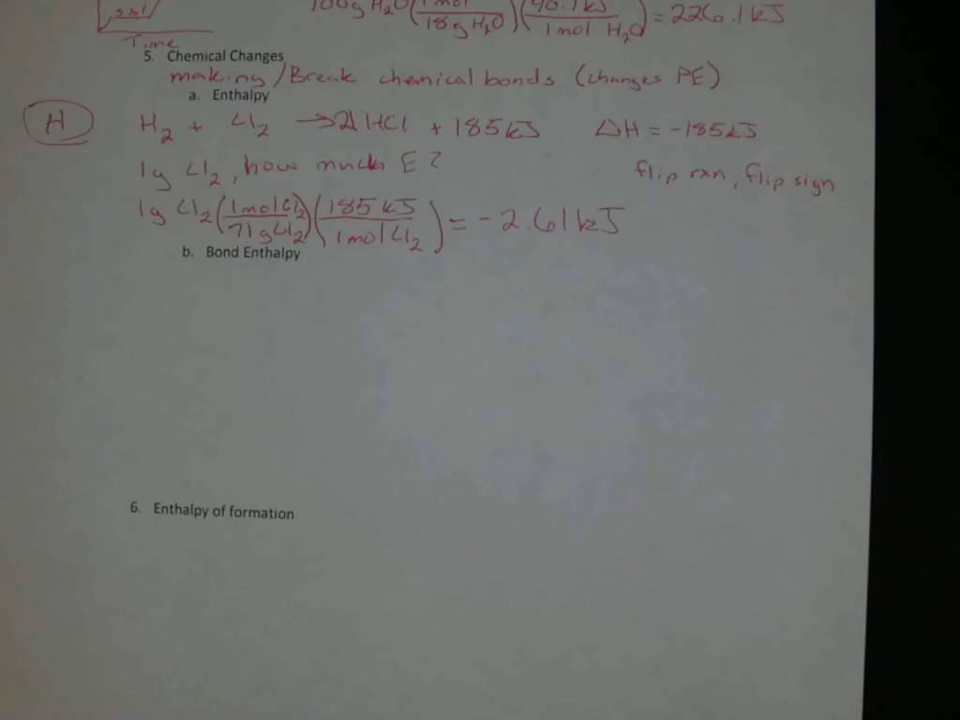 100g H₂O (1 mol / 18g H₂O) (40.7 kJ / 1 mol H₂O) = 226.1 kJ
Time
5. Chemical Changes
making / Break chemical bonds (changes PE)
a. Enthalpy
H H₂ + Cl₂ → 2 HCl + 185 kJ ΔH = -185 kJ
1g Cl₂, how much E? flip rxn, flip sign
1g Cl₂ (1 mol Cl₂ / 71 g Cl₂) (185 kJ / 1 mol Cl₂) = -2.61 kJ
b. Bond Enthalpy
6. Enthalpy of formation